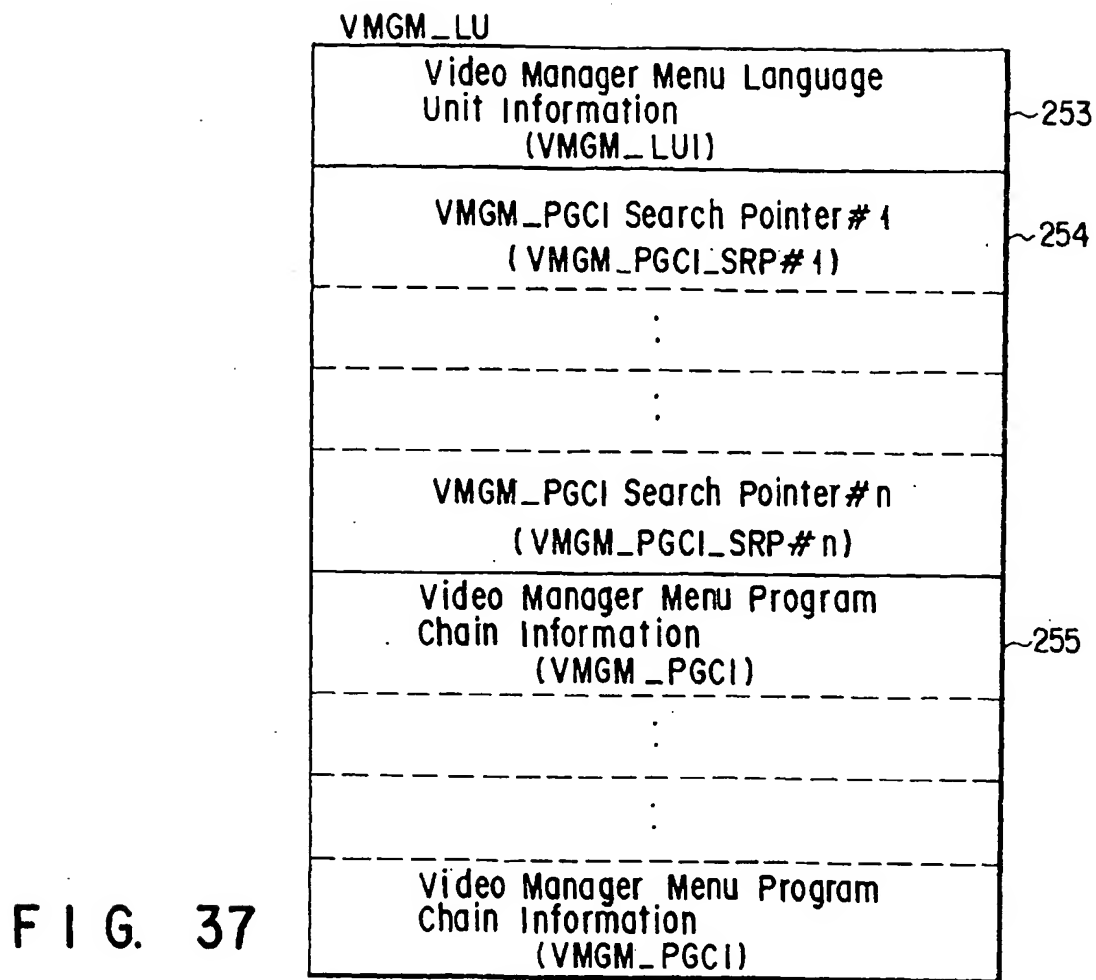 VMGM_LU
Video Manager Menu Language
Unit Information
(VMGM_LUI)
253
VMGM_PGCI Search Pointer#1
(VMGM_PGCI_SRP#1)
254
VMGM_PGCI Search Pointer#n
(VMGM_PGCI_SRP#n)
Video Manager Menu Program
Chain Information
(VMGM_PGCI)
255
Video Manager Menu Program
Chain Information
(VMGM_PGCI)
FIG. 37